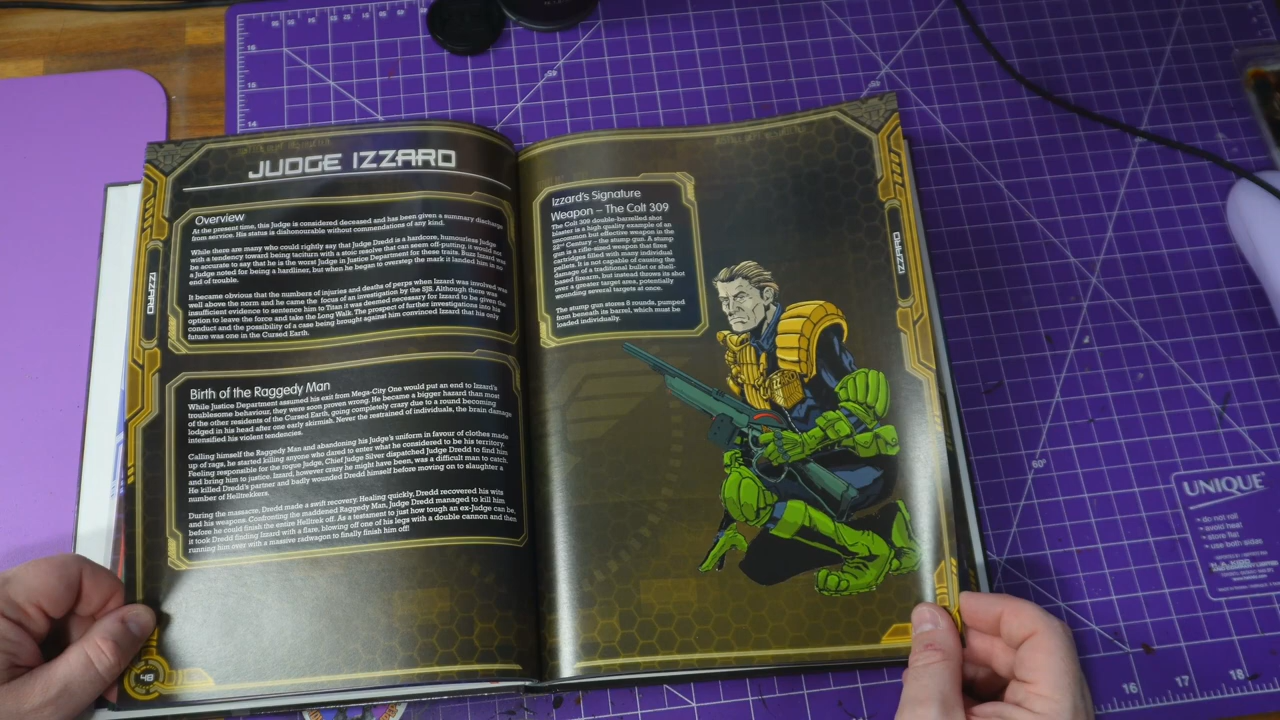 JUDGE IZZARD
Overview
At the present time, this Judge is considered deceased and has been given a summary discharge
from service. His status is dishonourable without commendations of any kind.
While there are many who could rightly say that Judge Dredd is a hardcore, humourless Judge
with a tendency toward being taciturn with a stoic resolve that can seem off-putting, it would not
be accurate to say that he is the worst Judge in Justice Department for these traits. Buzz Izzard was
a Judge noted for being a hardliner, but when he began to overstep the mark it landed him in no
end of trouble.
It became obvious that the numbers of injuries and deaths of perps when Izzard was involved was
well above the norm and he came the focus of an investigation by the SJS. Although there was
insufficient evidence to sentence him to Titan it was deemed necessary for Izzard to be given the
option to leave the force and take the Long Walk. The prospect of further investigations into his
conduct and the possibility of a case being brought against him convinced Izzard that his only
future was one in the Cursed Earth.
Birth of the Raggedy Man
While Justice Department assumed his exit from Mega-City One would put an end to Izzard's
troublesome behaviour, they were soon proven wrong. He became a bigger hazard than most
of the other residents of the Cursed Earth, going completely crazy due to a round becoming
lodged in his head after one early skirmish. Never the restrained of individuals, the brain damage
intensified his violent tendencies.
Calling himself the Raggedy Man and abandoning his Judge's uniform in favour of clothes made
up of rags, he started killing anyone who dared to enter what he considered to be his territory.
Feeling responsible for the rogue Judge, Chief Judge Silver dispatched Judge Dredd to find him
and bring him to justice. Izzard, however crazy he might have been, was a difficult man to catch.
He killed Dredd's partner and badly wounded Dredd himself before moving on to slaughter a
number of Helltrekkers.
During the massacre, Dredd made a swift recovery. Healing quickly, Dredd recovered his wits
and his weapons. Confronting the maddened Raggedy Man, Judge Dredd managed to kill him
before he could finish the entire Helltrek off. As a testament to just how tough an ex-Judge can be,
it took Dredd finding Izzard with a flare, blowing off one of his legs with a double cannon and then
running him over with a massive radwagon to finally finish him off!
IZZARD
48
Izzard's Signature
Weapon – The Colt 309
The Colt 309 double-barrelled shot
blaster is a high quality example of an
uncommon but effective weapon in the
22nd Century – the stump gun. A stump
gun is a rifle-sized weapon that fires
cartridges filled with many individual
pellets. It is not capable of causing the
damage of a traditional bullet or shell-
based firearm, but instead throws its shot
over a greater target area, potentially
wounding several targets at once.
The stump gun stores 8 rounds, pumped
from beneath its barrel, which must be
loaded individually.
IZZARD
UNIQUE
do not roll
avoid heat
store flat
use both sides
60°
16
17
18
16
15
14